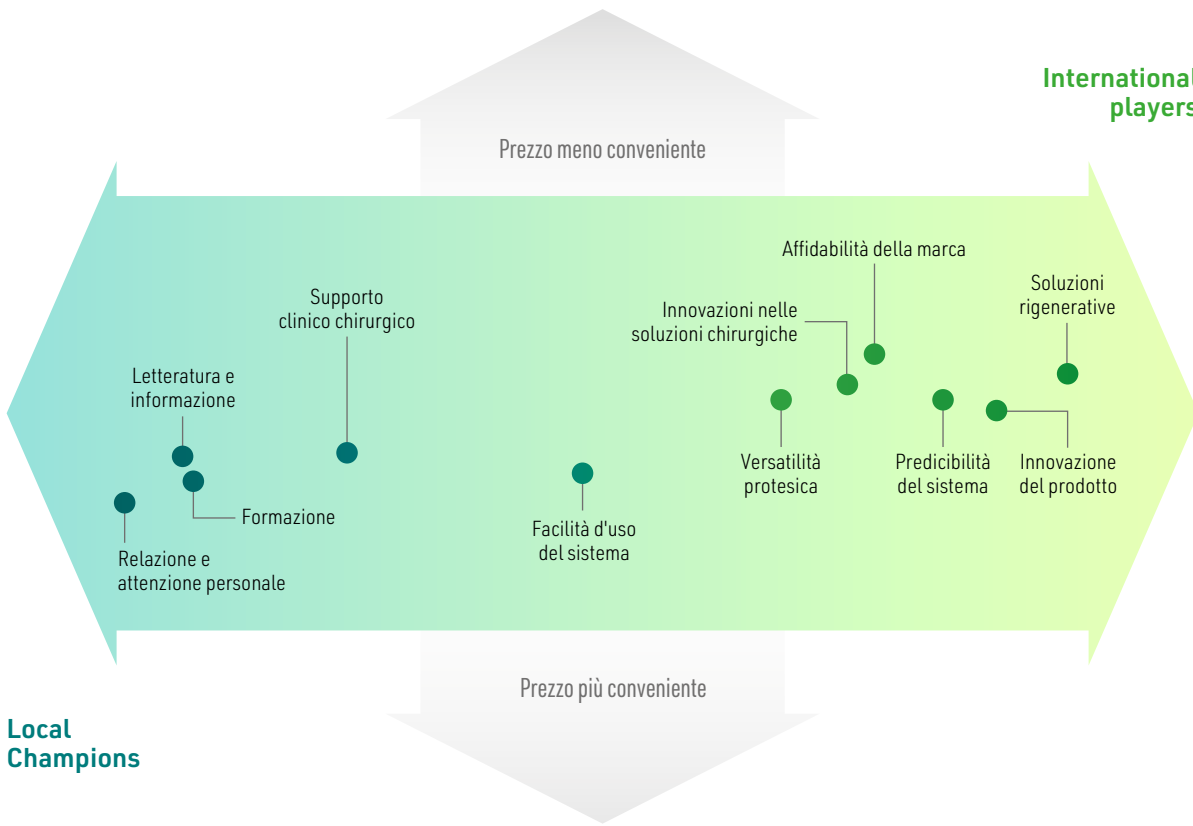 International
players
Prezzo meno conveniente
Affidabilità della marca
Soluzioni
rigenerative
Supporto
clinico chirurgico
Innovazioni nelle
soluzioni chirurgiche
Letteratura e
informazione
Versatilità
protesica
Predicibilità
del sistema
Innovazione
del prodotto
Formazione
Facilità d'uso
del sistema
Relazione e
attenzione personale
Prezzo più conveniente
Local
Champions